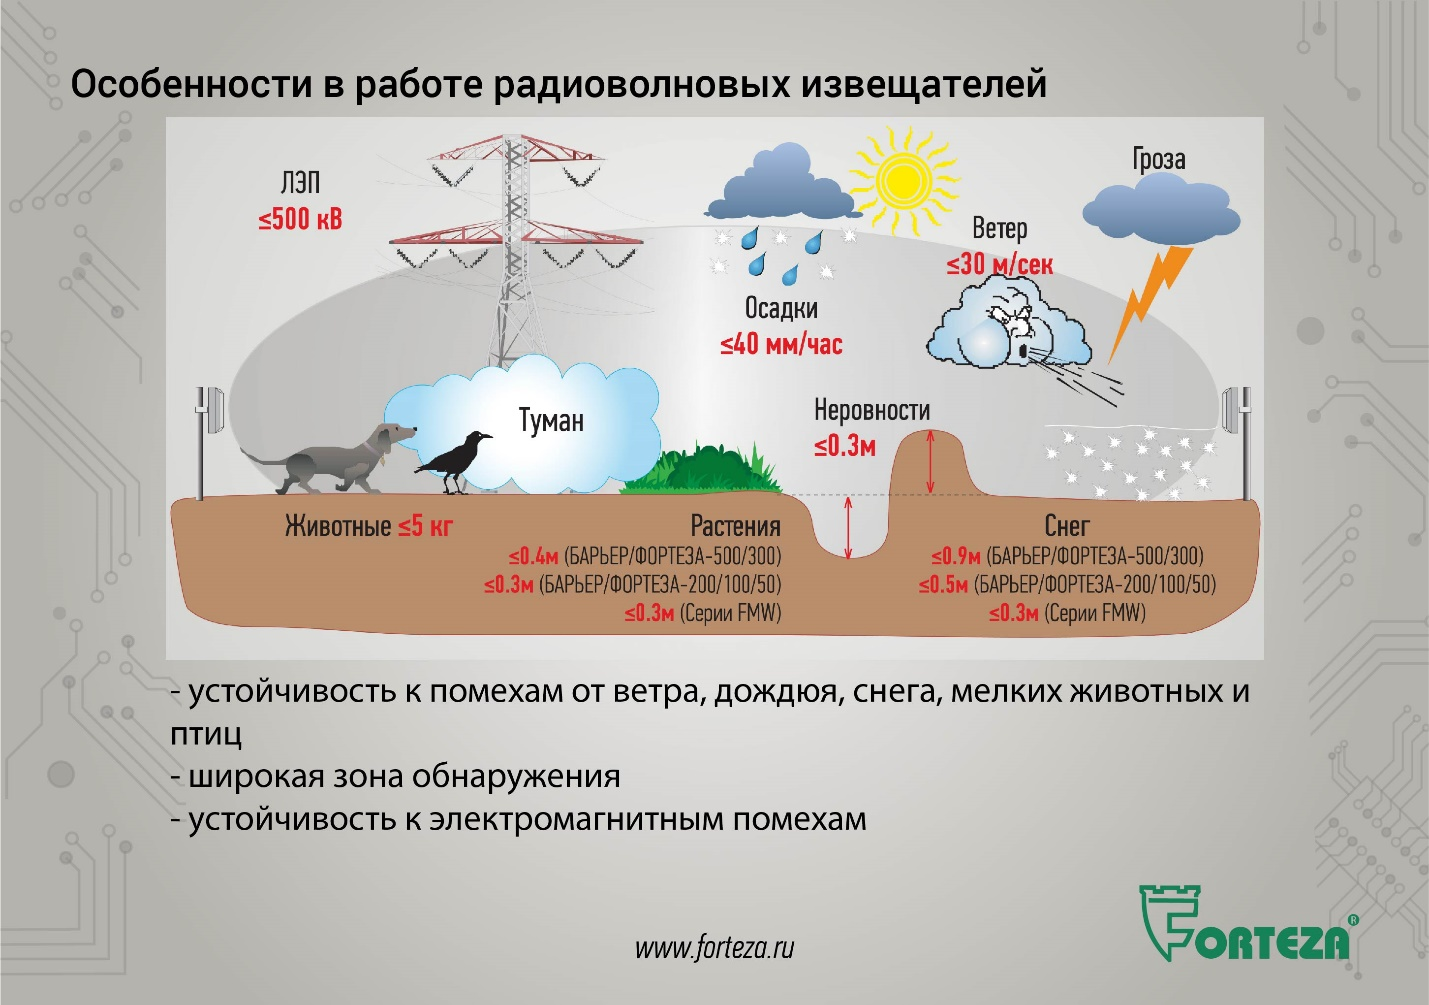 Особенности в работе радиоволновых извещателей
ЛЭП
≤500 кВ
Осадки
≤40 мм/час
Ветер
≤30 м/сек
Гроза
Туман
Неровности
≤0.3м
Животные ≤5 кг
Растения
≤0.4м (БАРЬЕР/ФОРТЕЗА-500/300)
≤0.3м (БАРЬЕР/ФОРТЕЗА-200/100/50)
≤0.3м (Серии FMW)
Снег
≤0.9м (БАРЬЕР/ФОРТЕЗА-500/300)
≤0.5м (БАРЬЕР/ФОРТЕЗА-200/100/50)
≤0.3м (Серии FMW)
- устойчивость к помехам от ветра, дождюя, снега, мелких животных и
птиц
- широкая зона обнаружения
- устойчивость к электромагнитным помехам
www.forteza.ru
FORTEZA®